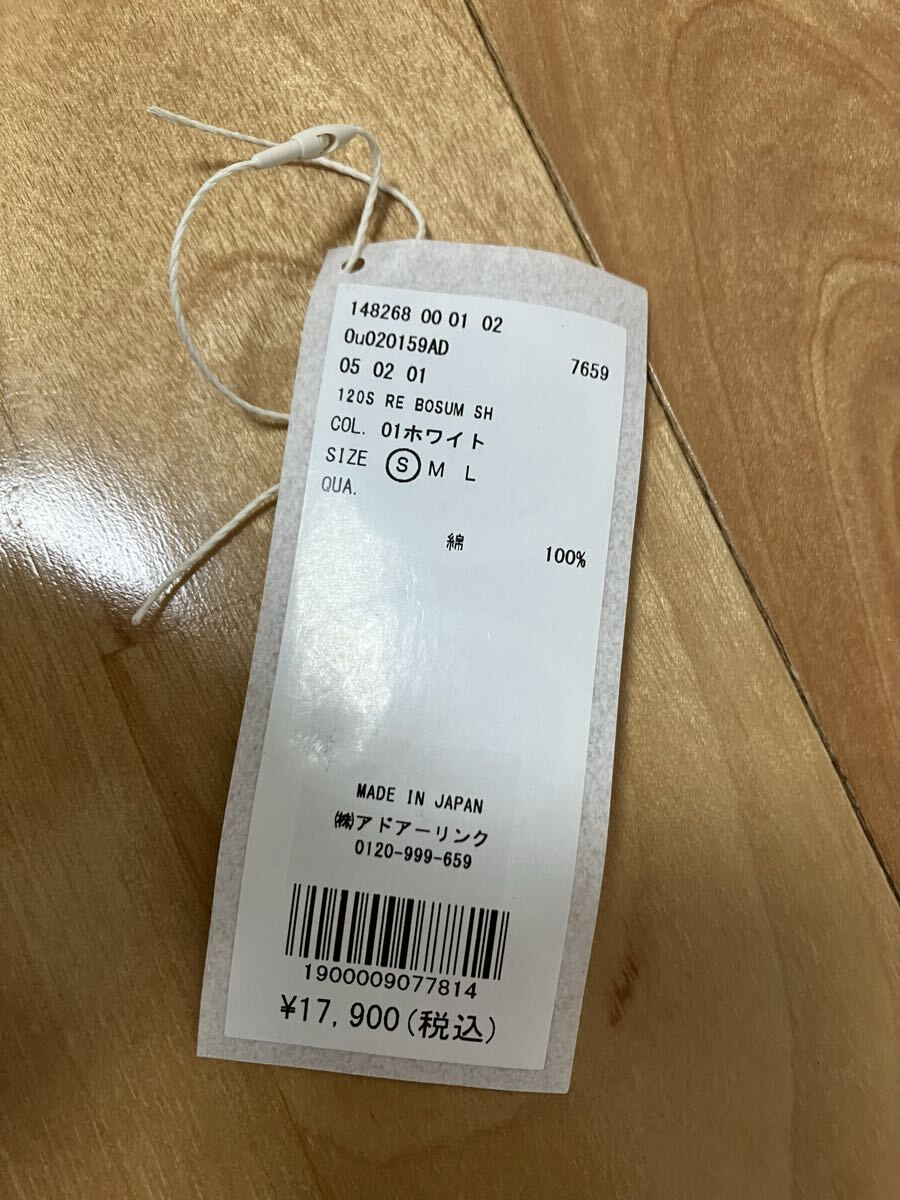 148268 00 01 02
0u020159AD
7659
05 02 01
120S RE BOSUM SH
COL. 01ホワイト
SIZE Ⓢ M L
QUA.
綿 100%
MADE IN JAPAN
㈱アドアーリンク
0120-999-659
1900009077814
¥17,900(税込)